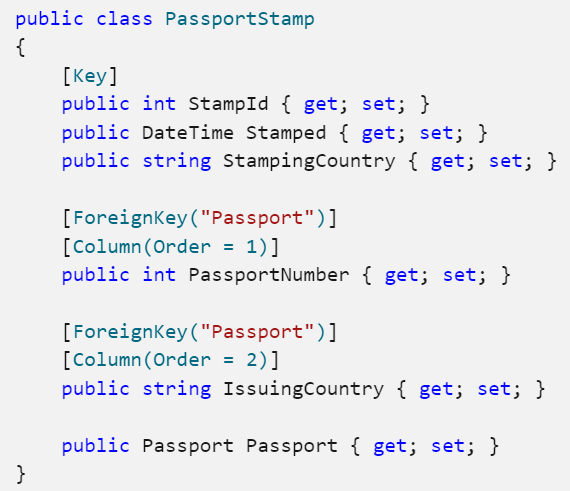 public class PassportStamp
{
    [Key]
    public int StampId { get; set; }
    public DateTime Stamped { get; set; }
    public string StampingCountry { get; set; }

    [ForeignKey("Passport")]
    [Column(Order = 1)]
    public int PassportNumber { get; set; }

    [ForeignKey("Passport")]
    [Column(Order = 2)]
    public string IssuingCountry { get; set; }

    public Passport Passport { get; set; }
}